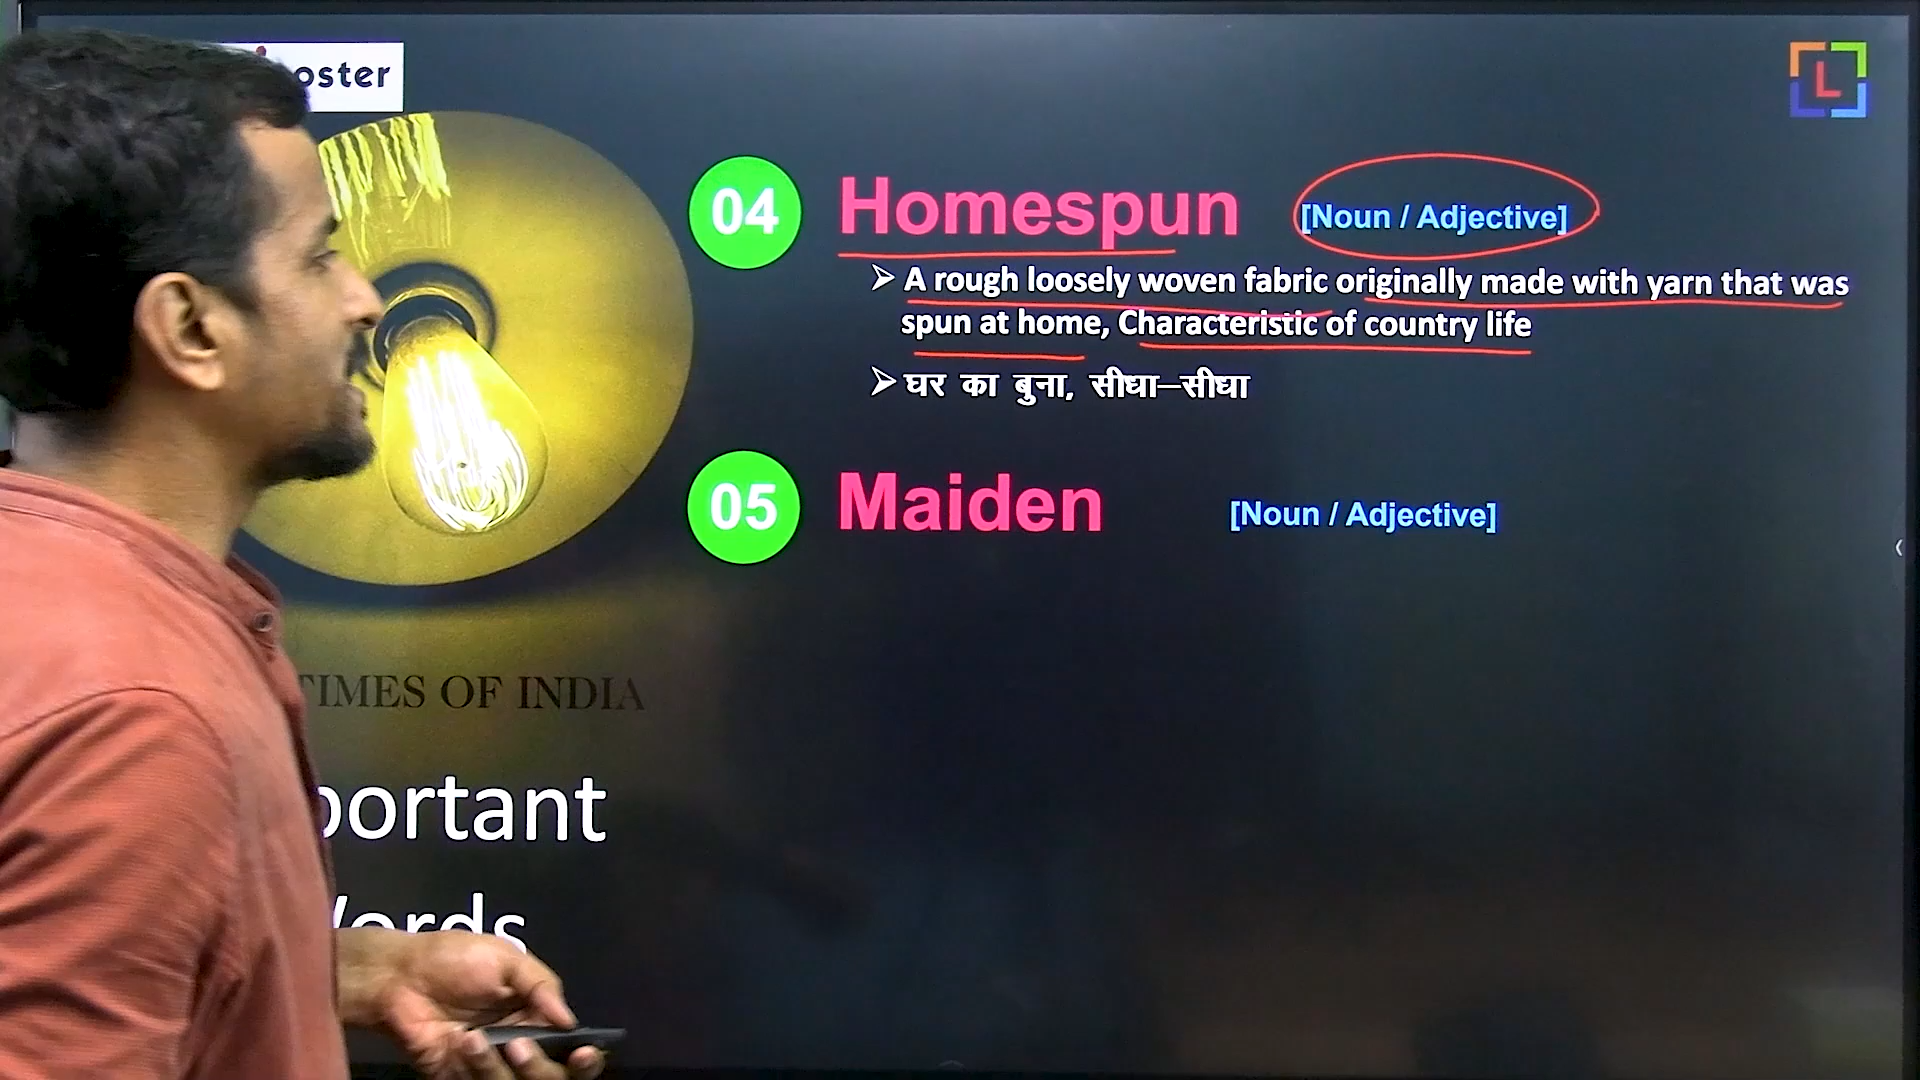 oster
L
04 Homespun [Noun / Adjective]
➢ A rough loosely woven fabric originally made with yarn that was
spun at home, Characteristic of country life
➢ घर का बुना, सीधा–सीधा
05 Maiden [Noun / Adjective]
TIMES OF INDIA
portant
ords